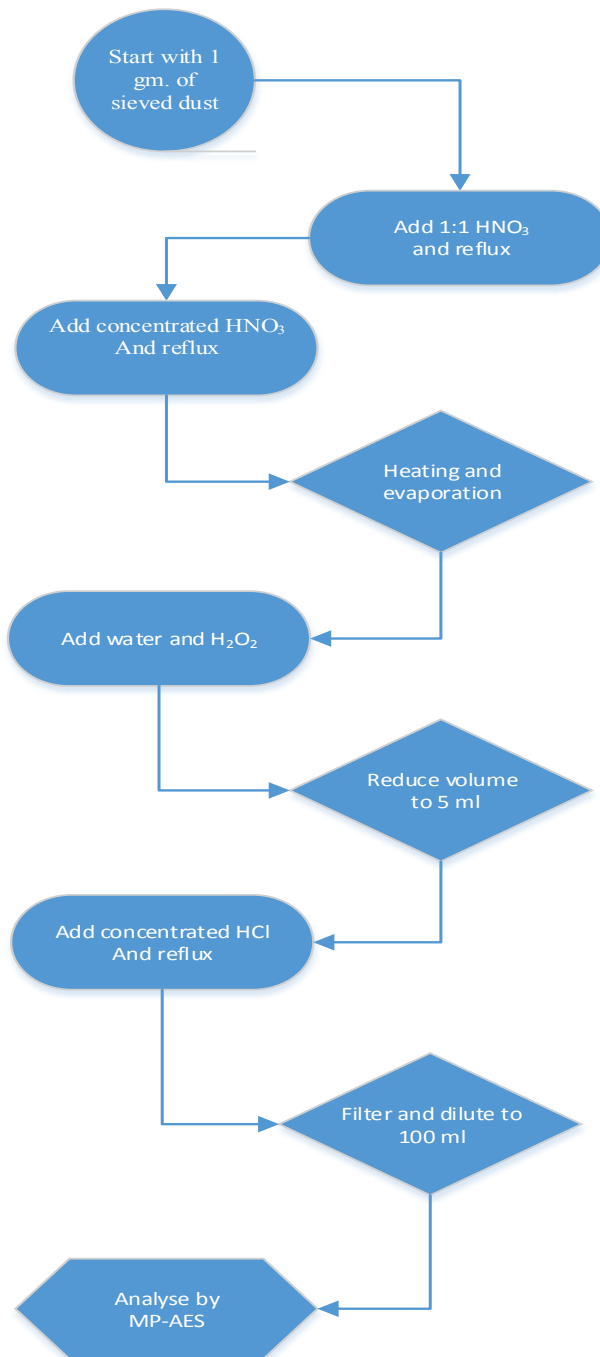 Start with 1
gm. of
sieved dust
Add 1:1 HNO₃
and reflux
Add concentrated HNO₃
And reflux
Heating and
evaporation
Add water and H₂O₂
Reduce volume
to 5 ml
Add concentrated HCl
And reflux
Filter and dilute to
100 ml
Analyse by
MP-AES